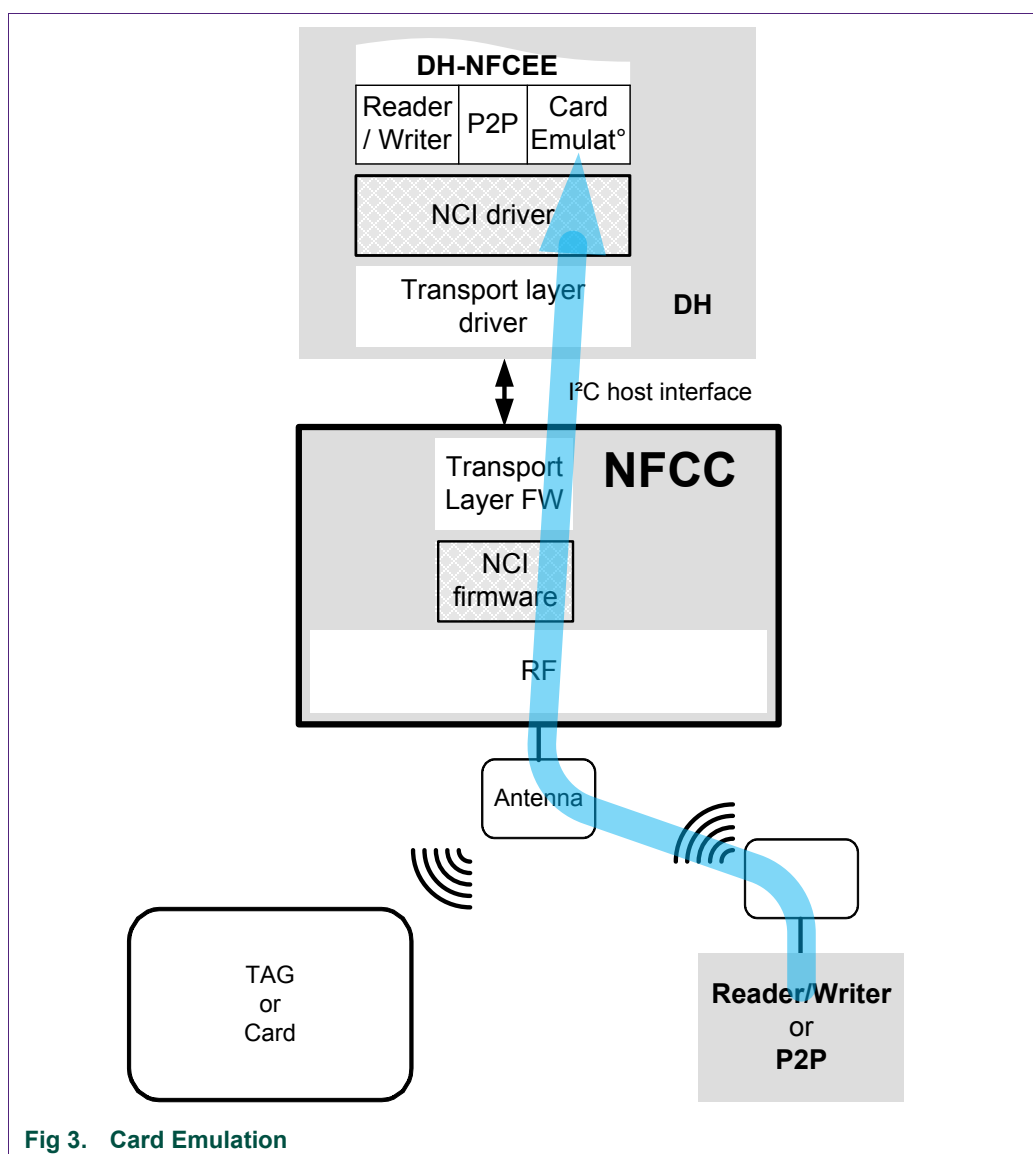 DH-NFCEE
Reader
/ Writer
P2P
Card
Emulat°
NCI driver
Transport layer
driver
DH
I²C host interface
Transport
Layer FW
NFCC
NCI
firmware
RF
Antenna
TAG
or
Card
Reader/Writer
or
P2P
Fig 3. Card Emulation